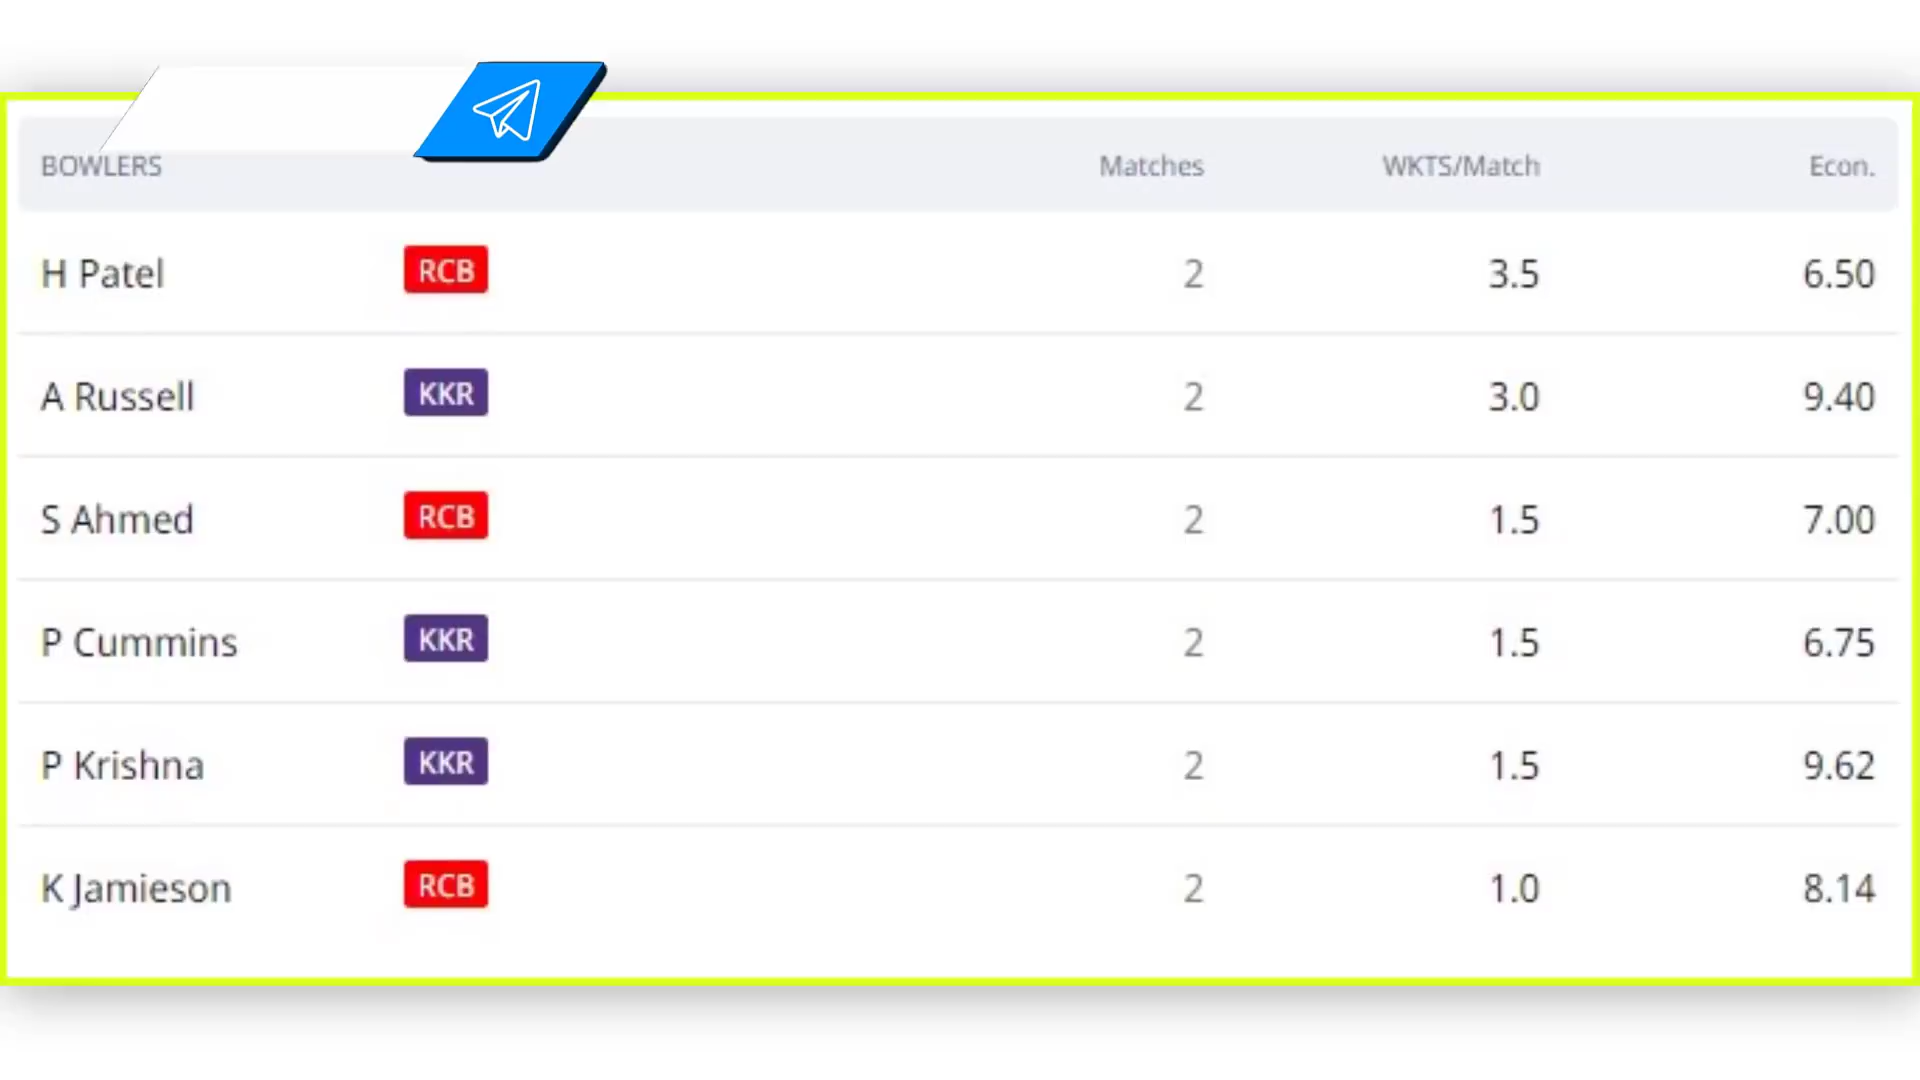 BOWLERS Matches WKTS/Match Econ.
H Patel RCB 2 3.5 6.50
A Russell KKR 2 3.0 9.40
S Ahmed RCB 2 1.5 7.00
P Cummins KKR 2 1.5 6.75
P Krishna KKR 2 1.5 9.62
K Jamieson RCB 2 1.0 8.14